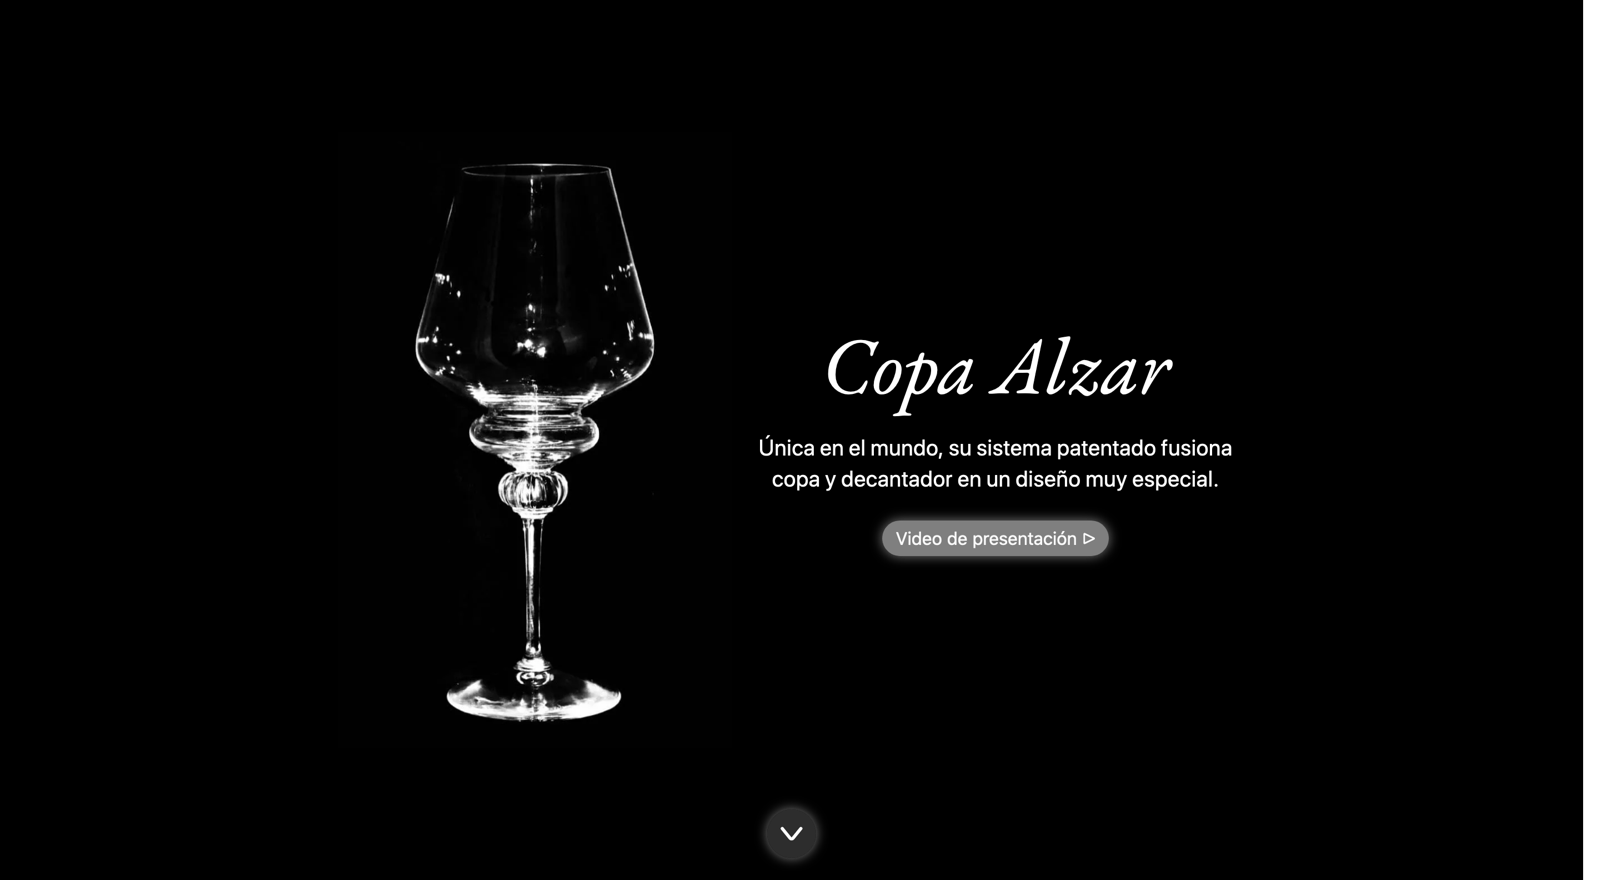 Copa Alzar
Única en el mundo, su sistema patentado fusiona
copa y decantador en un diseño muy especial.
Video de presentación ▷